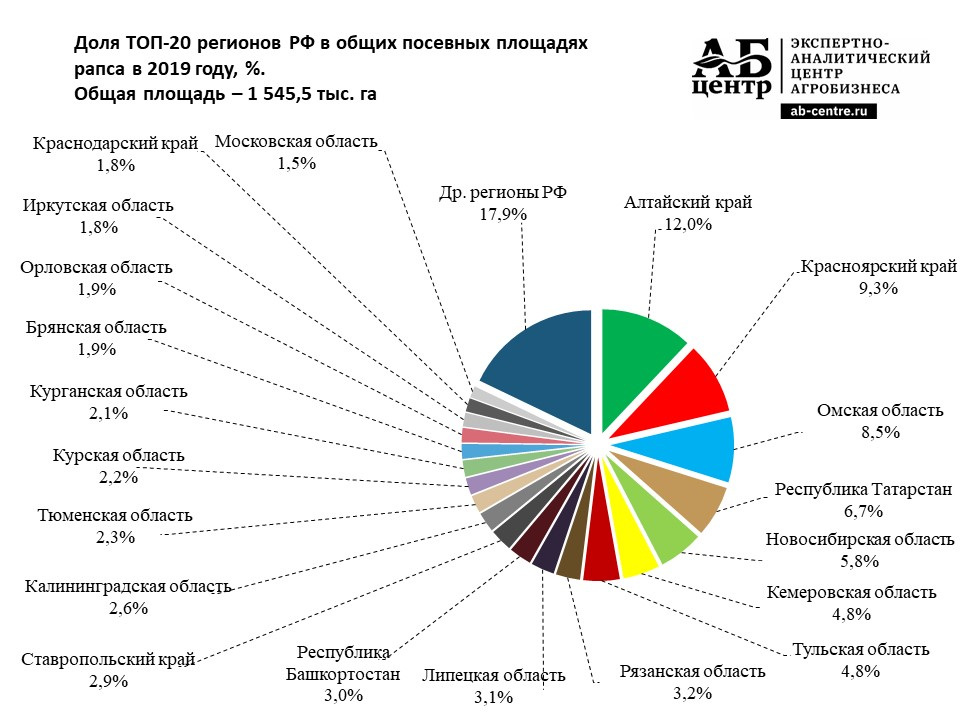 Доля ТОП-20 регионов РФ в общих посевных площадях
рапса в 2019 году, %.
Общая площадь – 1 545,5 тыс. га
АБ
центр
ЭКСПЕРТНО-
АНАЛИТИЧЕСКИЙ
ЦЕНТР
АГРОБИЗНЕСА
ab-centre.ru
Др. регионы РФ
17,9%
Алтайский край
12,0%
Красноярский край
9,3%
Омская область
8,5%
Республика Татарстан
6,7%
Новосибирская область
5,8%
Кемеровская область
4,8%
Тульская область
4,8%
Рязанская область
3,2%
Липецкая область
3,1%
Республика
Башкортостан
3,0%
Ставропольский край
2,9%
Калининградская область
2,6%
Тюменская область
2,3%
Курская область
2,2%
Курганская область
2,1%
Брянская область
1,9%
Орловская область
1,9%
Иркутская область
1,8%
Краснодарский край
1,8%
Московская область
1,5%